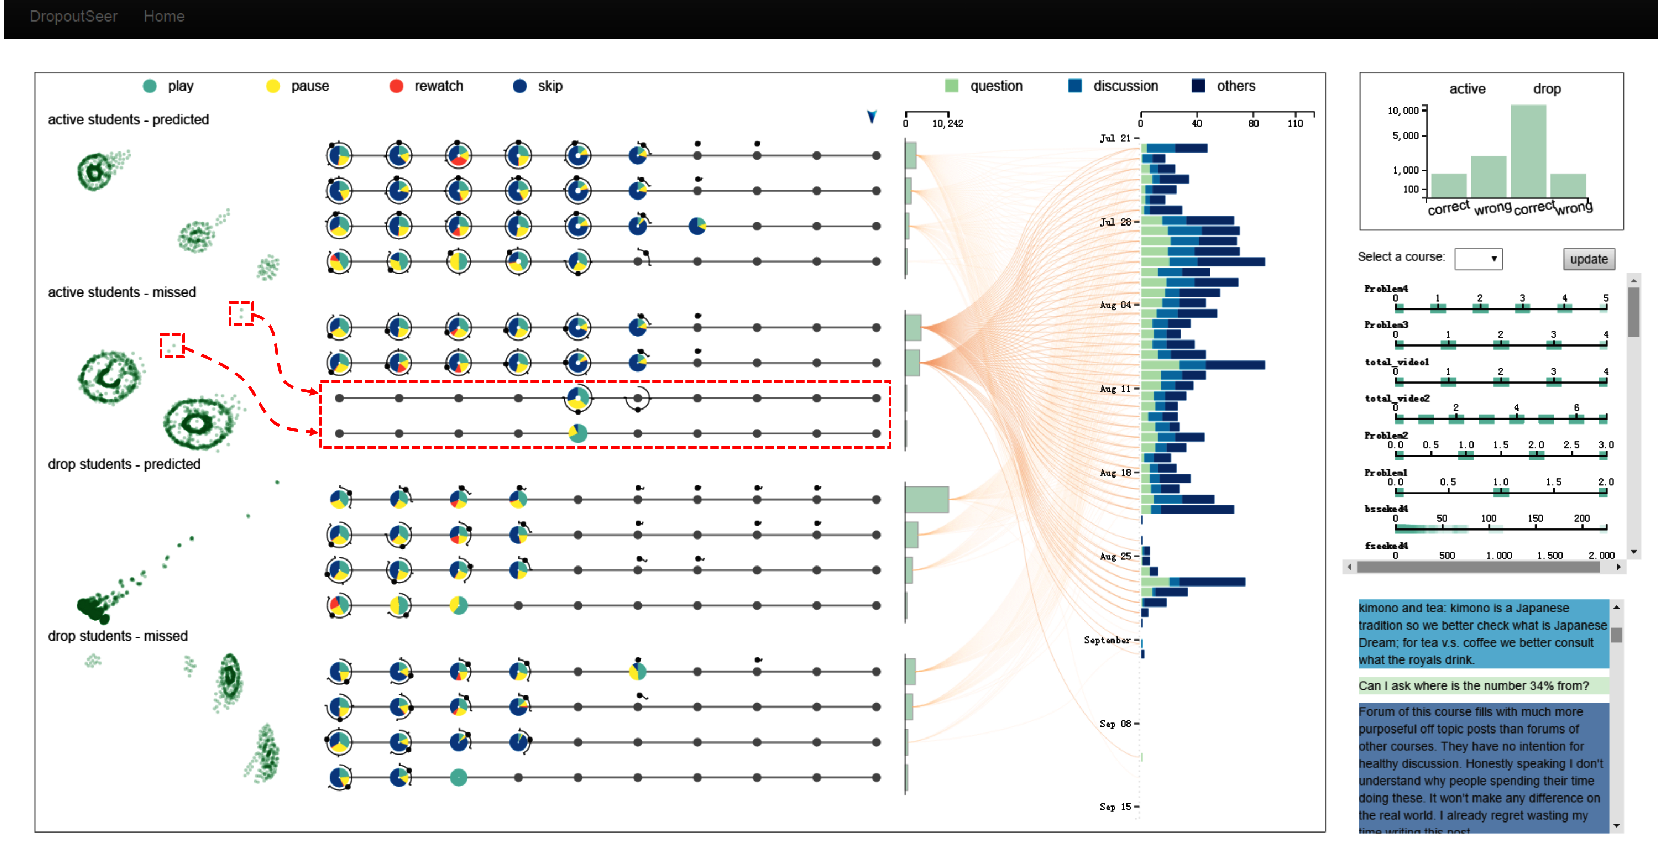 DropoutSeer Home
play pause rewatch skip question discussion others
active students - predicted
0 10,242
0 40 80 110
Jul 21
Jul 28
active students - missed
Aug 04
Aug 11
drop students - predicted
Aug 18
Aug 25
drop students - missed
September
Sep 08
Sep 15
active drop
10,000
5,000
1,000
100
correct wrong correct wrong
Select a course: update
Problem4
0 1 2 3 4 5
Problem3
0 1 2 3 4
total_video1
0 1 2 3 4
total_video2
0 2 4 6
Problem2
0.0 0.5 1.0 1.5 2.0 2.5 3.0
Problem1
0.0 0.5 1.0 1.5 2.0
bsseked4
0 50 100 150 200
fseeked4
0 500 1.000 1.500 2.000
kimono and tea: kimono is a Japanese
tradition so we better check what is Japanese
Dream; for tea v.s. coffee we better consult
what the royals drink.
Can I ask where is the number 34% from?
Forum of this course fills with much more
purposeful off topic posts than forums of
other courses. They have no intention for
healthy discussion. Honestly speaking I don't
understand why people spending their time
doing these. It won't make any difference on
the real world. I already regret wasting my
time writing this post